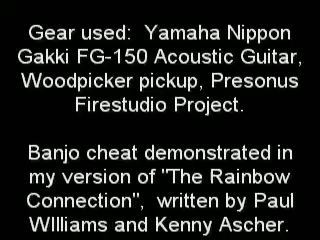 Gear used:  Yamaha Nippon
Gakki FG-150 Acoustic Guitar,
Woodpicker pickup, Presonus
Firestudio Project.
Banjo cheat demonstrated in
my version of "The Rainbow
Connection",  written by Paul
WIlliams and Kenny Ascher.